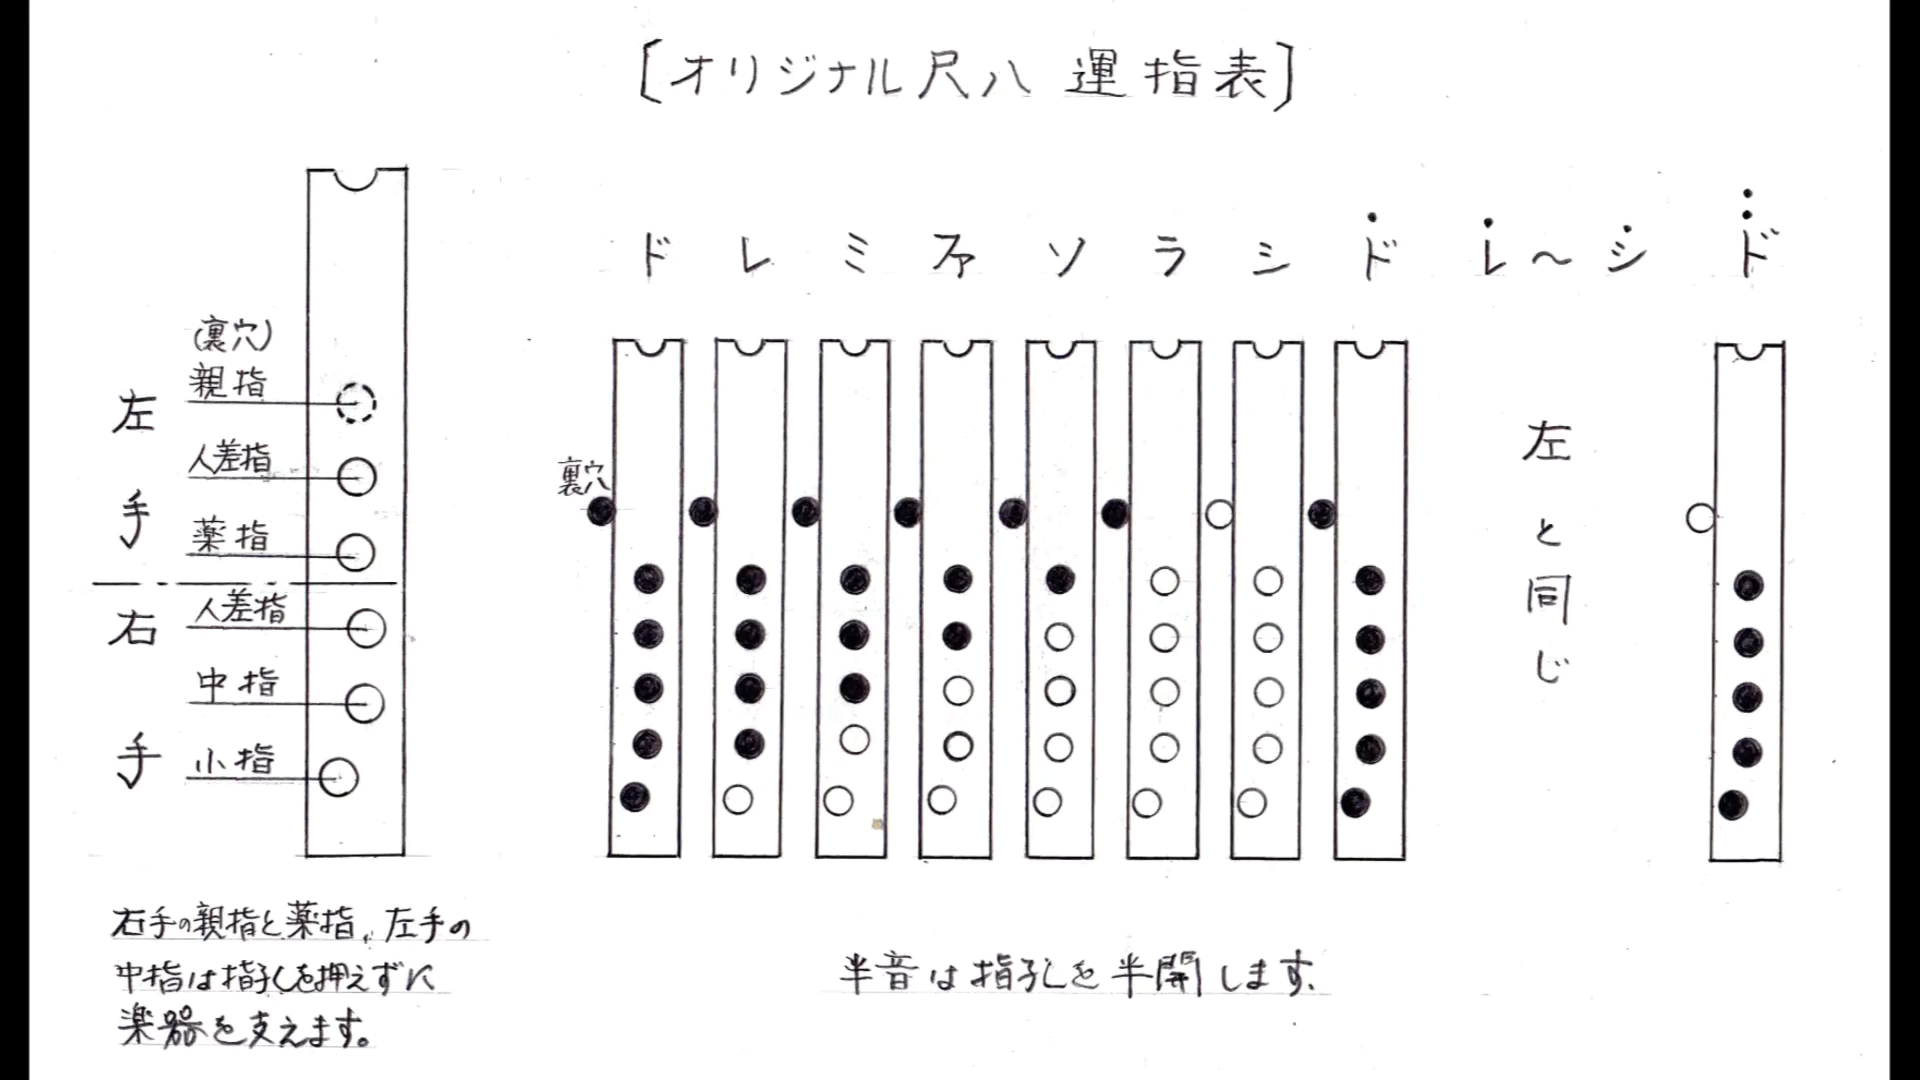 ［オリジナル尺八 運指表］
ド レ ミ ファ ソ ラ シ ド レ～シ ド
(裏穴)
親指
人差指
薬指
左手
人差指
中指
小指
右手
裏穴
左と同じ
右手の親指と薬指、左手の
中指は指孔を押えずに
楽器を支えます。
半音は指孔を半開します。